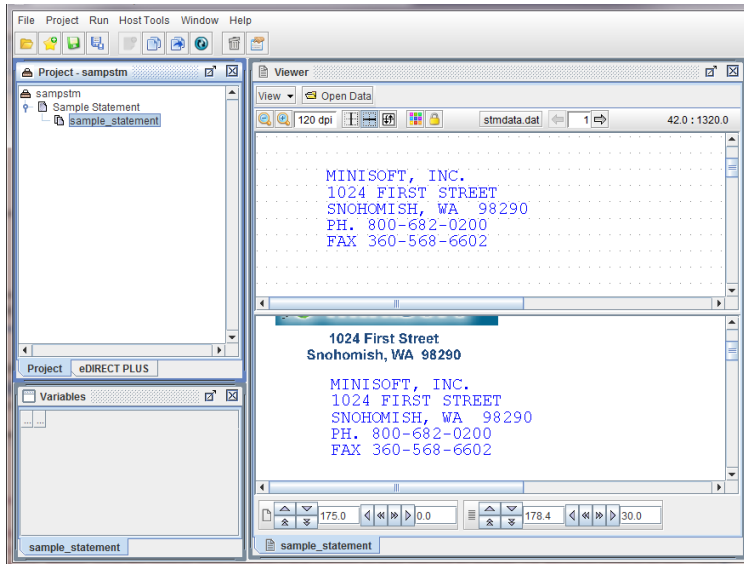 File Project Run Host Tools Window Help
Project - sampstm
sampstm
Sample Statement
sample_statement
Project eDIRECT PLUS
Variables
... ...
sample_statement
Viewer
View Open Data
120 dpi stmdata.dat 1 42.0 : 1320.0
MINISOFT, INC.
1024 FIRST STREET
SNOHOMISH, WA 98290
PH. 800-682-0200
FAX 360-568-6602
1024 First Street
Snohomish, WA 98290
MINISOFT, INC.
1024 FIRST STREET
SNOHOMISH, WA 98290
PH. 800-682-0200
FAX 360-568-6602
175.0 0.0 178.4 30.0
sample_statement